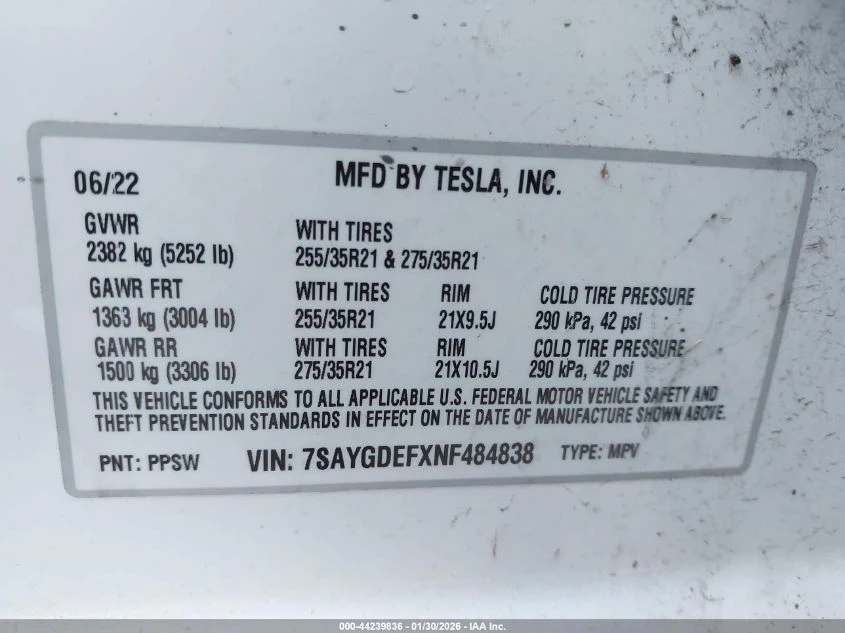 06/22 MFD BY TESLA, INC.
GVWR WITH TIRES
2382 kg (5252 lb) 255/35R21 & 275/35R21
GAWR FRT WITH TIRES RIM COLD TIRE PRESSURE
1363 kg (3004 lb) 255/35R21 21X9.5J 290 kPa, 42 psi
GAWR RR WITH TIRES RIM COLD TIRE PRESSURE
1500 kg (3306 lb) 275/35R21 21X10.5J 290 kPa, 42 psi
THIS VEHICLE CONFORMS TO ALL APPLICABLE U.S. FEDERAL MOTOR VEHICLE SAFETY AND
THEFT PREVENTION STANDARDS IN EFFECT ON THE DATE OF MANUFACTURE SHOWN ABOVE.
PNT: PPSW VIN: 7SAYGDEFXNF484838 TYPE: MPV
000-44239836 - 01/30/2026 - IAA Inc.